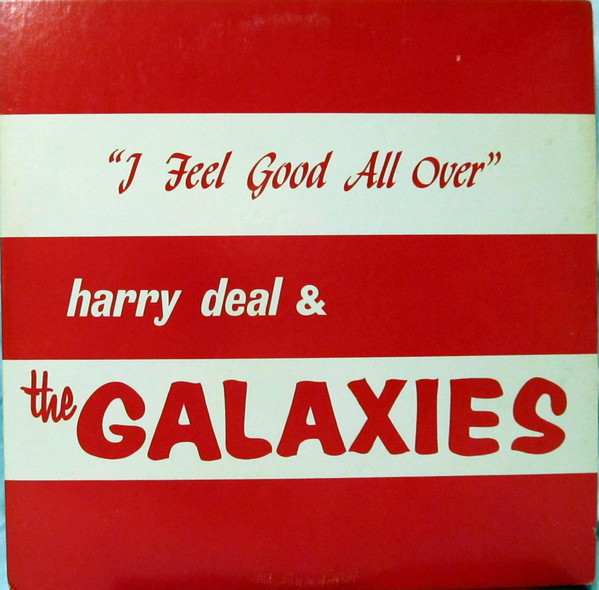 “I Feel Good All Over”
harry deal &
the GALAXIES